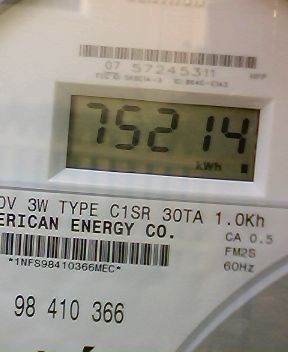 07 57245311
75214
kWh
0V 3W TYPE C1SR 30TA 1.0Kh
ERICAN ENERGY CO.
CA 0.5
FM2S
*1NFS98410366MEC*
60Hz
98 410 366